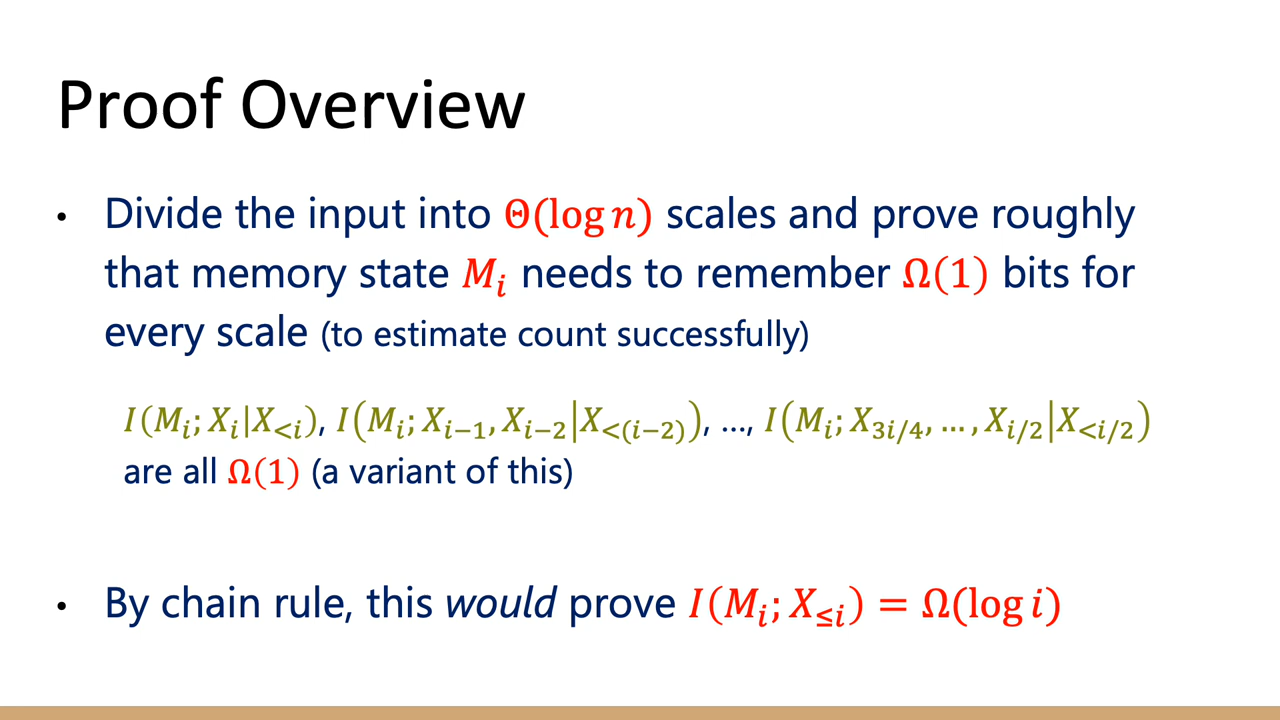 Proof Overview
• Divide the input into Θ(log n) scales and prove roughly
that memory state Mᵢ needs to remember Ω(1) bits for
every scale (to estimate count successfully)
I(M_i; X_i|X_{<i}), I(M_i; X_{i−1}, X_{i−2}|X_{<(i−2)}), ..., I(M_i; X_{3i/4}, … , X_{i/2}|X_{<i/2})
are all Ω(1) (a variant of this)
• By chain rule, this would prove I(M_i; X_{≤i}) = Ω(log i)